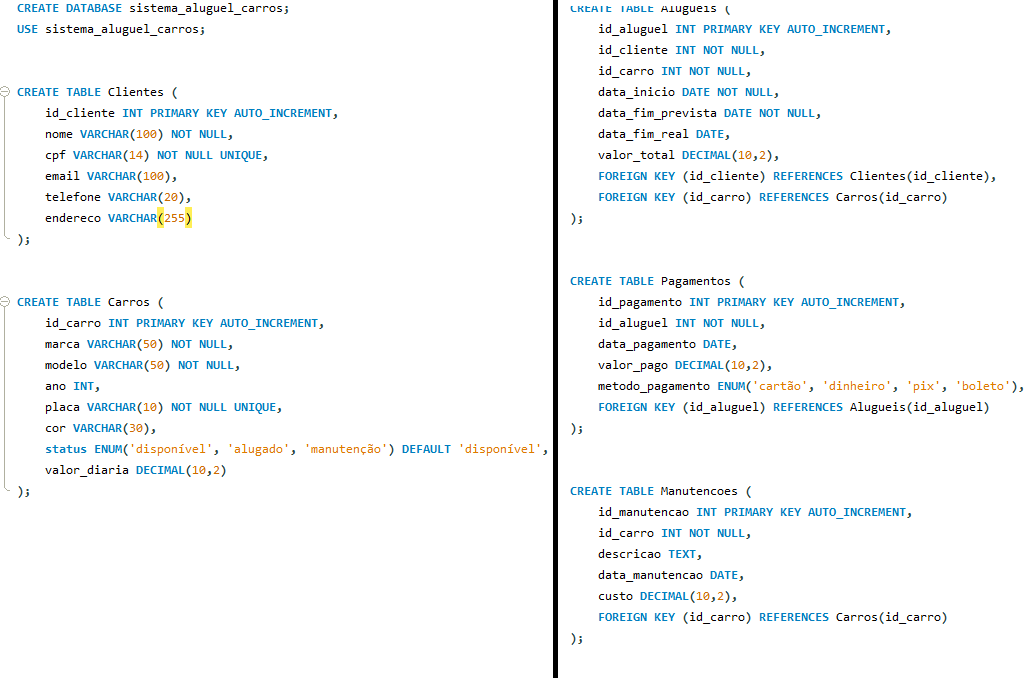 CREATE DATABASE sistema_aluguel_carros;
USE sistema_aluguel_carros;
CREATE TABLE Clientes (
id_cliente INT PRIMARY KEY AUTO_INCREMENT,
nome VARCHAR(100) NOT NULL,
cpf VARCHAR(14) NOT NULL UNIQUE,
email VARCHAR(100),
telefone VARCHAR(20),
endereco VARCHAR(255)
);
CREATE TABLE Carros (
id_carro INT PRIMARY KEY AUTO_INCREMENT,
marca VARCHAR(50) NOT NULL,
modelo VARCHAR(50) NOT NULL,
ano INT,
placa VARCHAR(10) NOT NULL UNIQUE,
cor VARCHAR(30),
status ENUM('disponível', 'alugado', 'manutenção') DEFAULT 'disponível',
valor_diaria DECIMAL(10,2)
);
CREATE TABLE Alugueis (
id_aluguel INT PRIMARY KEY AUTO_INCREMENT,
id_cliente INT NOT NULL,
id_carro INT NOT NULL,
data_inicio DATE NOT NULL,
data_fim_prevista DATE NOT NULL,
data_fim_real DATE,
valor_total DECIMAL(10,2),
FOREIGN KEY (id_cliente) REFERENCES Clientes(id_cliente),
FOREIGN KEY (id_carro) REFERENCES Carros(id_carro)
);
CREATE TABLE Pagamentos (
id_pagamento INT PRIMARY KEY AUTO_INCREMENT,
id_aluguel INT NOT NULL,
data_pagamento DATE,
valor_pago DECIMAL(10,2),
metodo_pagamento ENUM('cartão', 'dinheiro', 'pix', 'boleto'),
FOREIGN KEY (id_aluguel) REFERENCES Alugueis(id_aluguel)
);
CREATE TABLE Manutencoes (
id_manutencao INT PRIMARY KEY AUTO_INCREMENT,
id_carro INT NOT NULL,
descricao TEXT,
data_manutencao DATE,
custo DECIMAL(10,2),
FOREIGN KEY (id_carro) REFERENCES Carros(id_carro)
);